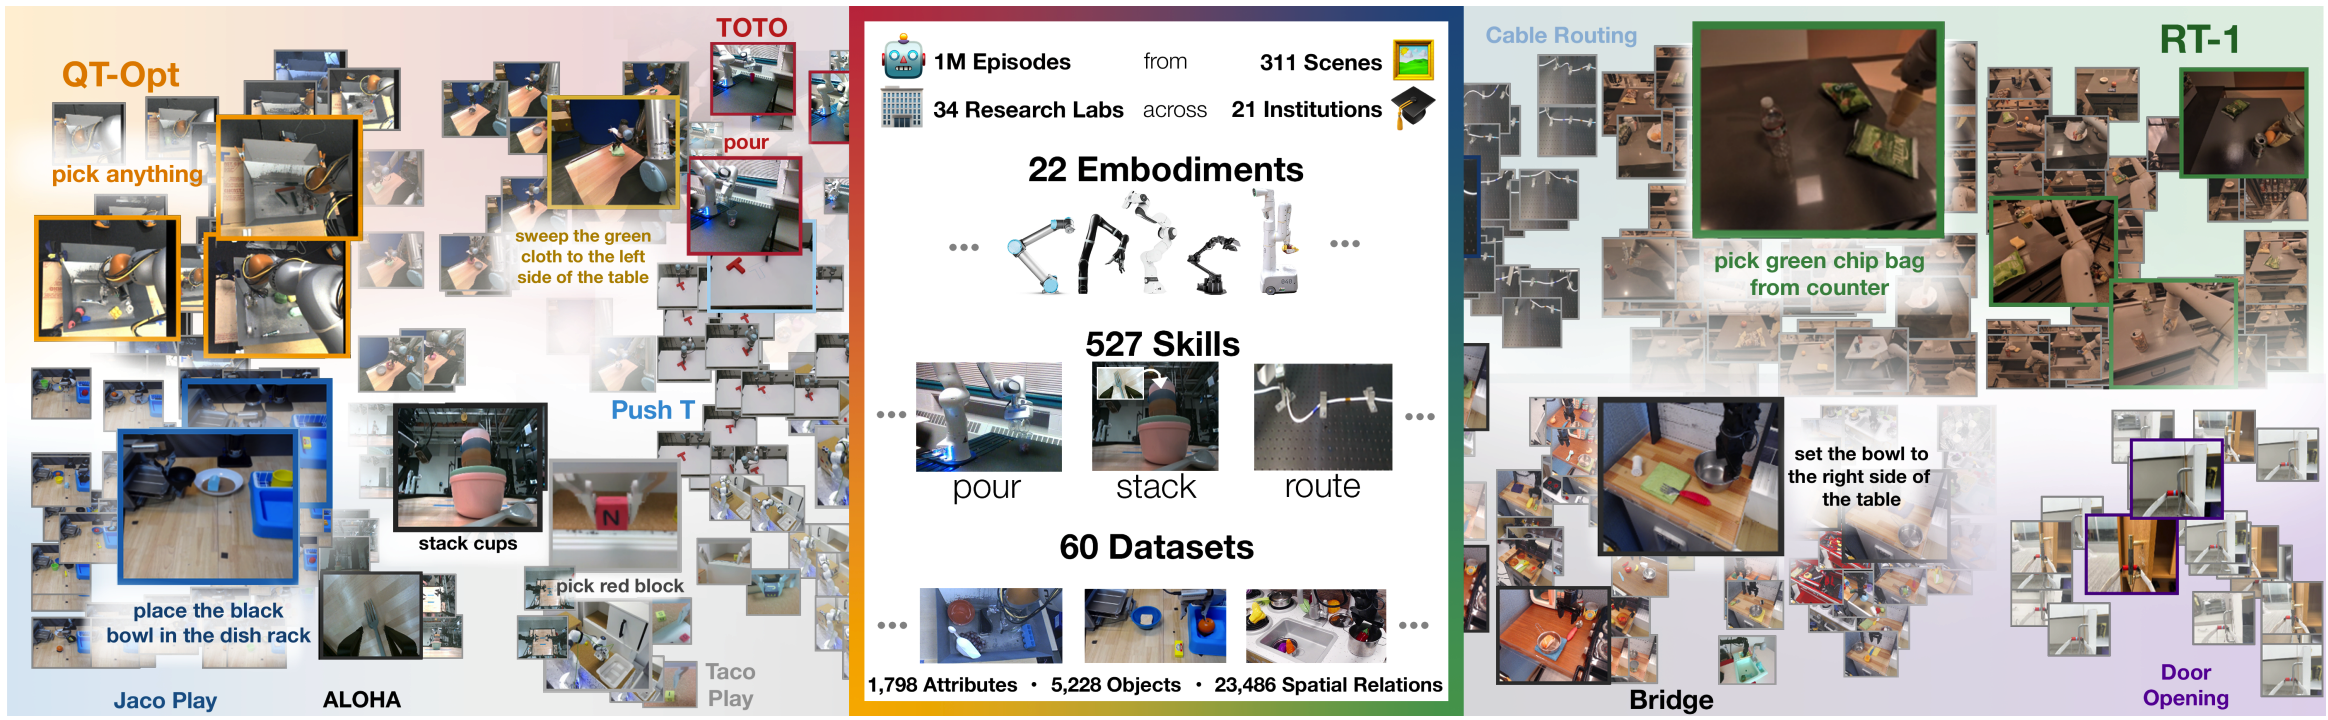 QT-Opt
pick anything
sweep the green
cloth to the left
side of the table
TOTO
pour
Push T
place the black
bowl in the dish rack
Jaco Play
stack cups
ALOHA
pick red block
N
Taco
Play
1M Episodes from 311 Scenes
34 Research Labs across 21 Institutions
22 Embodiments
527 Skills
pour stack route
60 Datasets
1,798 Attributes • 5,228 Objects • 23,486 Spatial Relations
Cable Routing
RT-1
pick green chip bag
from counter
set the bowl to
the right side of
the table
Bridge
Door
Opening